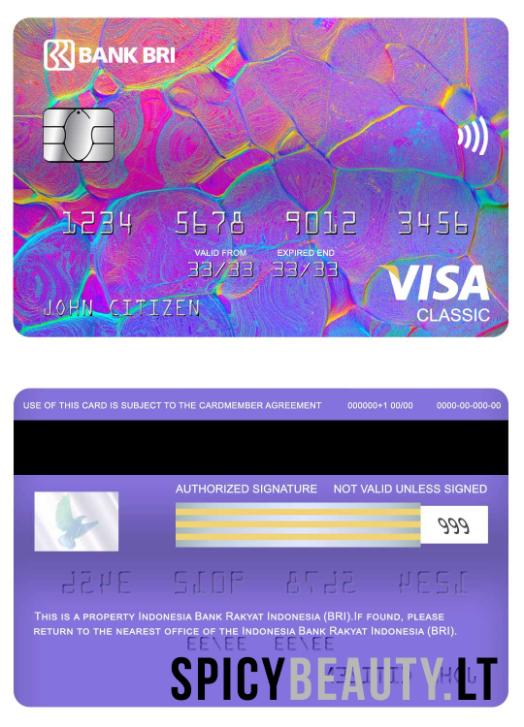 BANK BRI
1234 5678 9012 3456
VALID FROM EXPIRED END
33/33 33/33
JOHN CITIZEN
VISA
CLASSIC
USE OF THIS CARD IS SUBJECT TO THE CARDMEMBER AGREEMENT 000000+1 00/00 0000-00-000-00
AUTHORIZED SIGNATURE NOT VALID UNLESS SIGNED
999
THIS IS A PROPERTY INDONESIA BANK RAKYAT INDONESIA (BRI).IF FOUND, PLEASE
RETURN TO THE NEAREST OFFICE OF THE INDONESIA BANK RAKYAT INDONESIA (BRI).
SPICYBEAUTY.LT